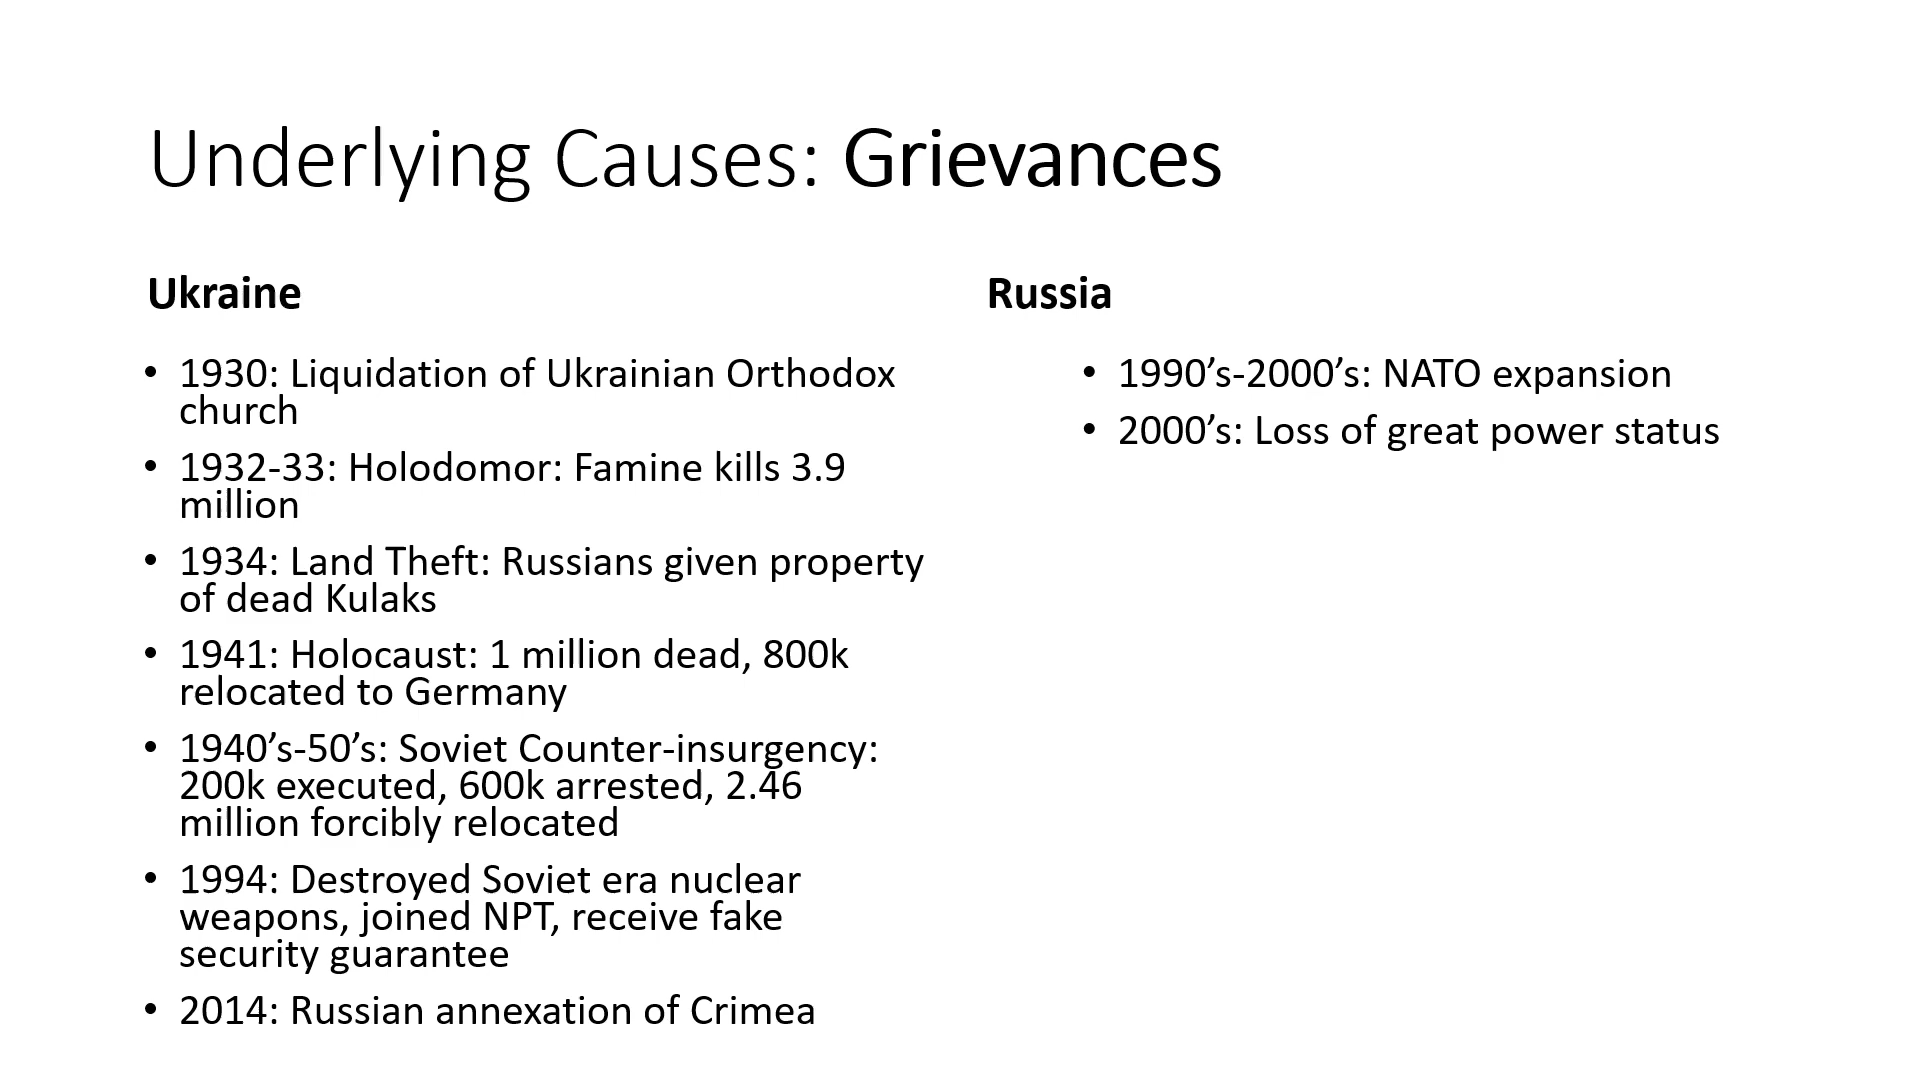 Underlying Causes: Grievances
Ukraine
• 1930: Liquidation of Ukrainian Orthodox
church
• 1932-33: Holodomor: Famine kills 3.9
million
• 1934: Land Theft: Russians given property
of dead Kulaks
• 1941: Holocaust: 1 million dead, 800k
relocated to Germany
• 1940’s-50’s: Soviet Counter-insurgency:
200k executed, 600k arrested, 2.46
million forcibly relocated
• 1994: Destroyed Soviet era nuclear
weapons, joined NPT, receive fake
security guarantee
• 2014: Russian annexation of Crimea
Russia
• 1990’s-2000’s: NATO expansion
• 2000’s: Loss of great power status